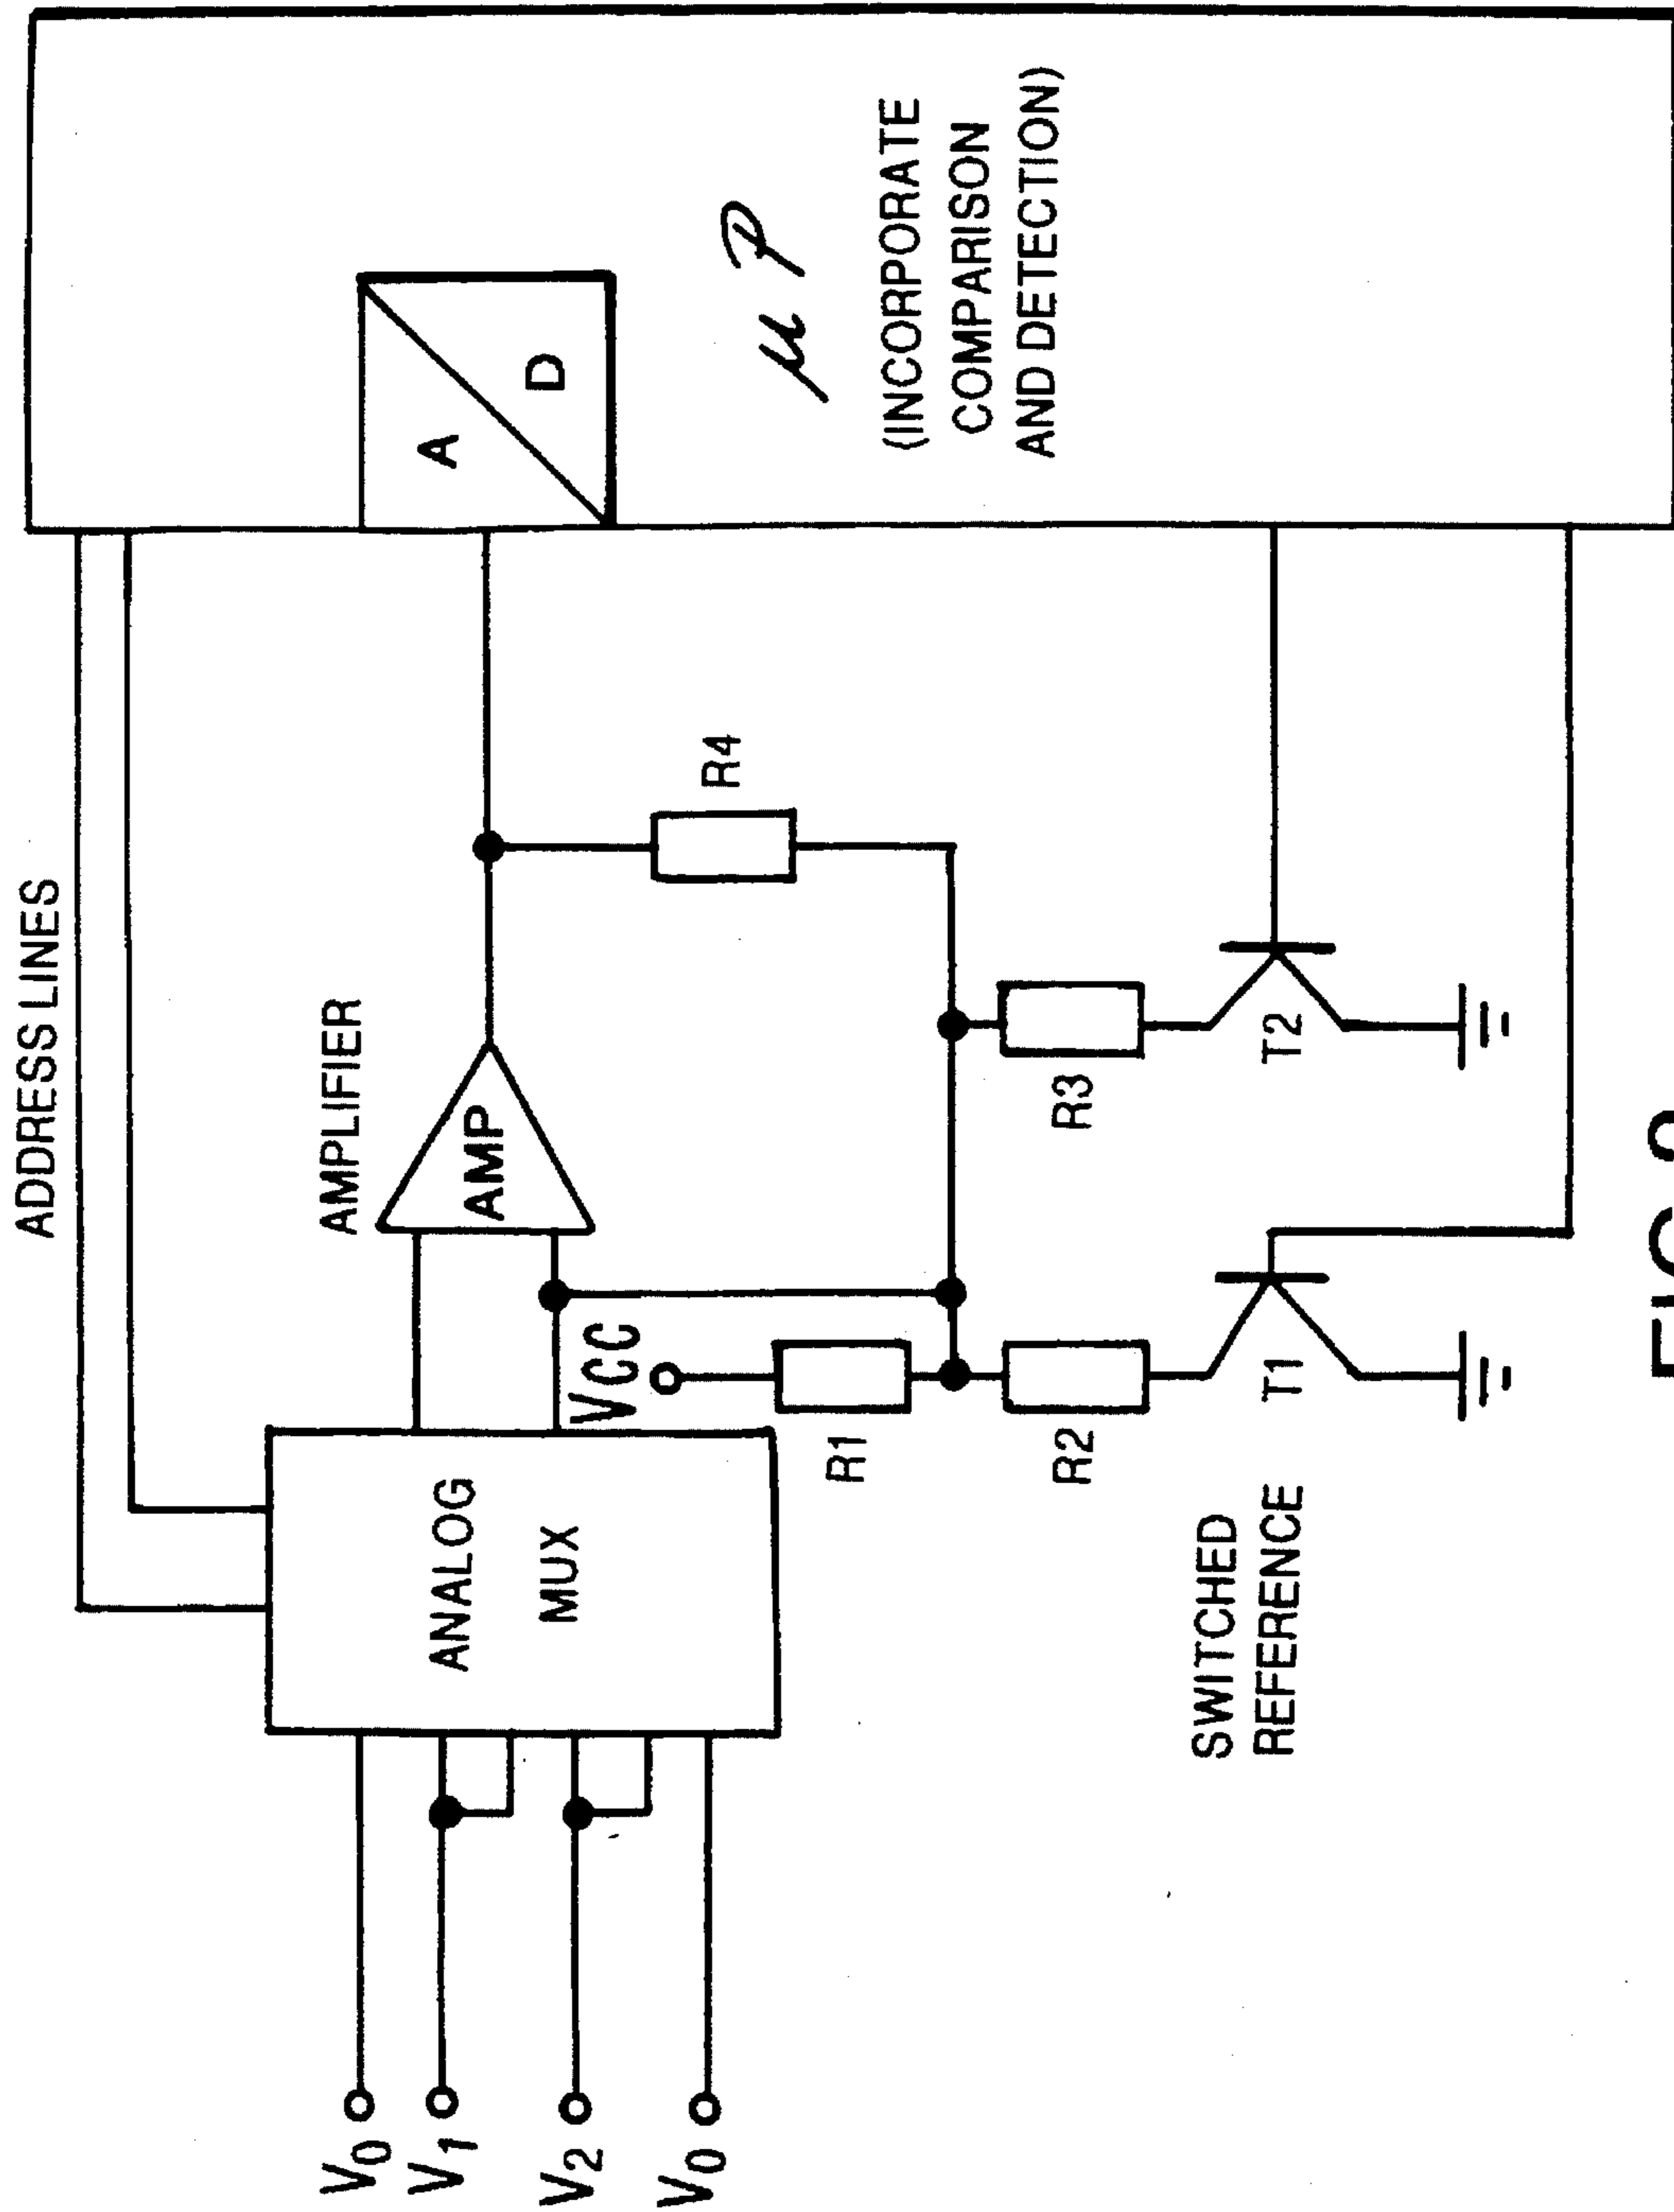 ADDRESS LINES
AMPLIFIER
AMP
A
D
µP
(INCORPORATE
COMPARISON
AND DETECTION)
ANALOG
MUX
V0
V1
V2
V0
VCC
R1
R2
R3
R4
T1
T2
SWITCHED
REFERENCE